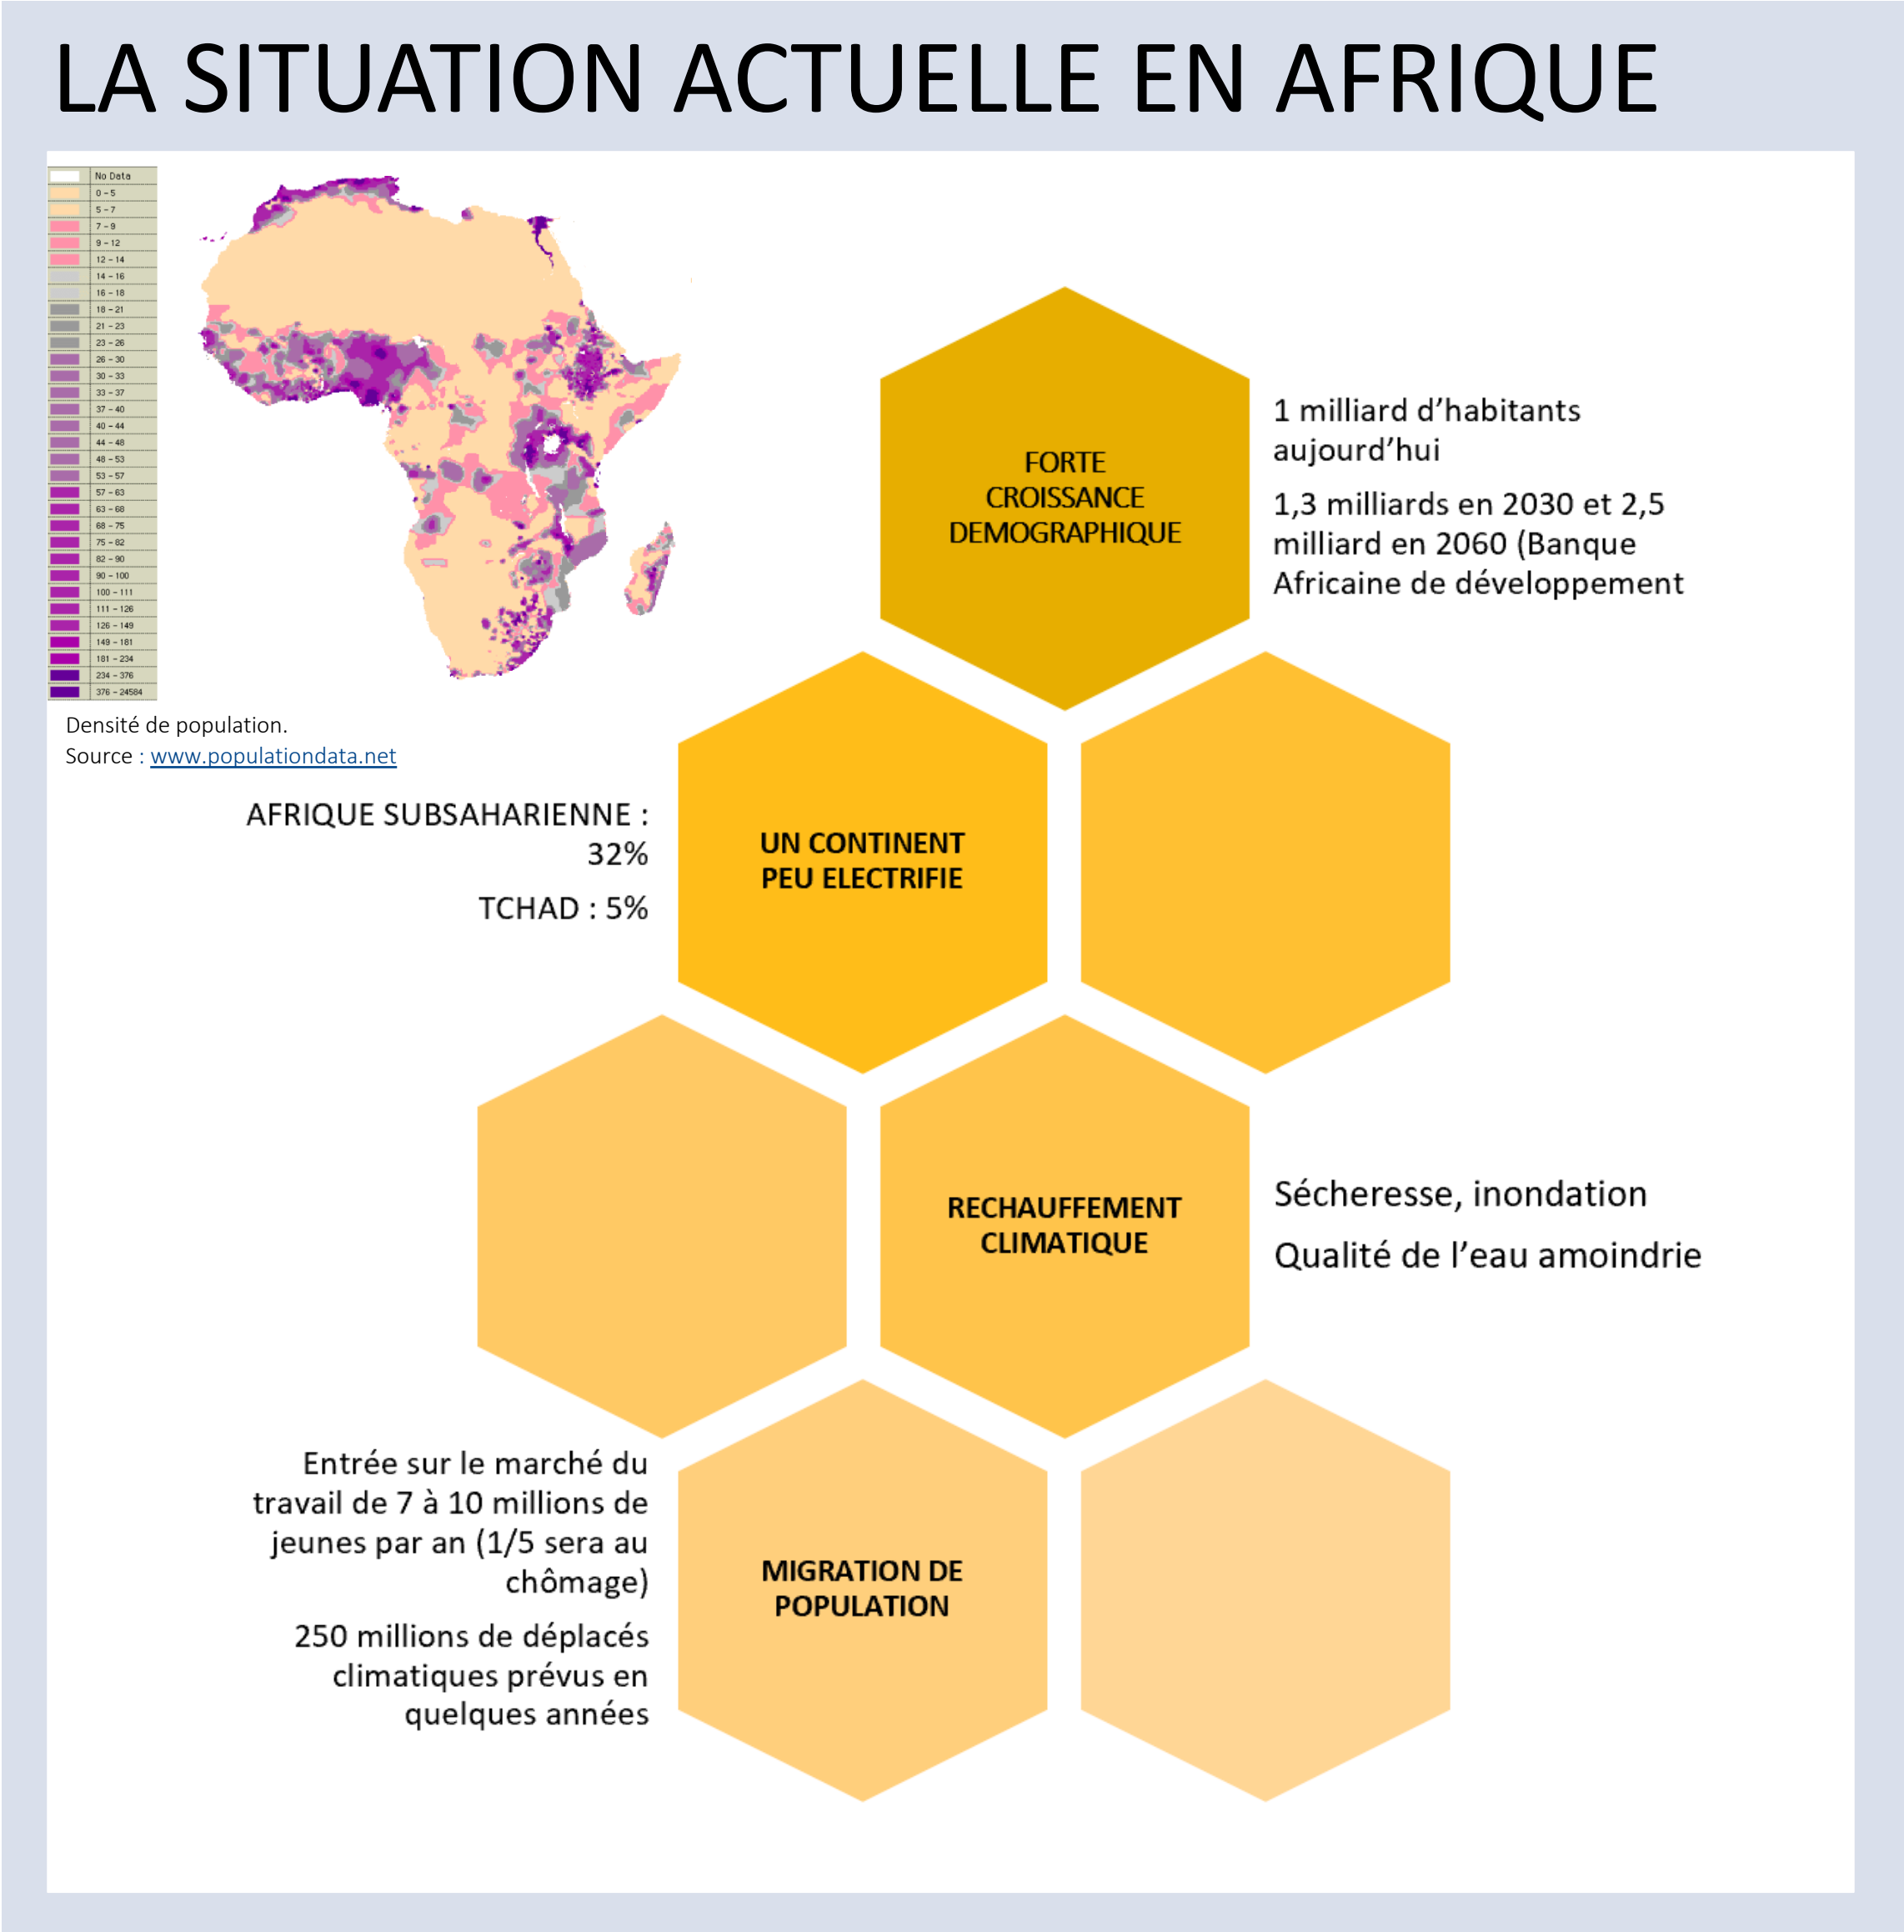 LA SITUATION ACTUELLE EN AFRIQUE
No Data
0 – 5
5 – 7
7 – 9
9 – 12
12 – 14
14 – 16
16 – 18
18 – 21
21 – 23
23 – 26
26 – 30
30 – 33
33 – 37
37 – 40
40 – 44
44 – 48
48 – 53
53 – 57
57 – 63
63 – 68
68 – 75
75 – 82
82 – 90
90 – 100
100 – 111
111 – 126
126 – 149
149 – 181
181 – 234
234 – 376
376 – 24584
Densité de population.
Source : www.populationdata.net
FORTE
CROISSANCE
DEMOGRAPHIQUE
1 milliard d’habitants
aujourd’hui
1,3 milliards en 2030 et 2,5
milliard en 2060 (Banque
Africaine de développement
AFRIQUE SUBSAHARIENNE :
32%
TCHAD : 5%
UN CONTINENT
PEU ELECTRIFIE
RECHAUFFEMENT
CLIMATIQUE
Sécheresse, inondation
Qualité de l’eau amoindrie
Entrée sur le marché du
travail de 7 à 10 millions de
jeunes par an (1/5 sera au
chômage)
250 millions de déplacés
climatiques prévus en
quelques années
MIGRATION DE
POPULATION